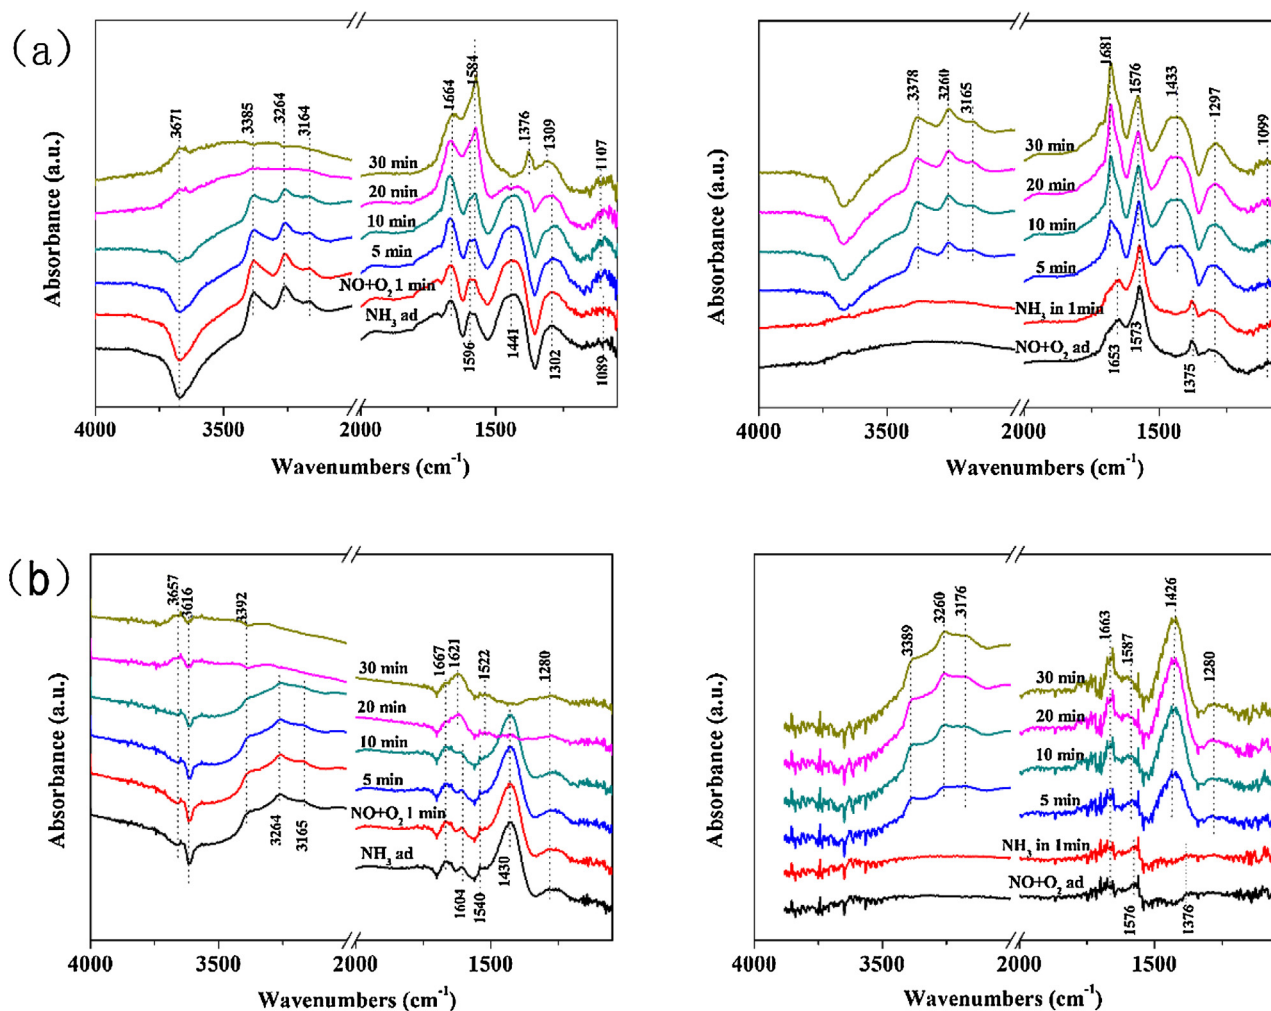 (a)
3671
3385
3264
3164
1664
1584
1376
1309
1107
30 min
20 min
10 min
5 min
NO+O₂ 1 min
NH₃ ad
1596
1441
1302
1089
Absorbance (a.u.)
4000
3500
2000
1500
Wavenumbers (cm⁻¹)
3378
3260
3165
1681
1576
1433
1297
1099
30 min
20 min
10 min
5 min
NH₃ in 1min
NO+O₂ ad
1653
1573
1375
Absorbance (a.u.)
4000
3500
2000
1500
Wavenumbers (cm⁻¹)
(b)
3657
3616
3392
1667
1621
1522
1280
30 min
20 min
10 min
5 min
NO+O₂ 1 min
NH₃ ad
3264
3165
1604
1540
1430
Absorbance (a.u.)
4000
3500
2000
1500
Wavenumbers (cm⁻¹)
3389
3260
3176
1663
1587
1426
1280
30 min
20 min
10 min
5 min
NH₃ in 1min
NO+O₂ ad
1576
1376
Absorbance (a.u.)
4000
3500
2000
1500
Wavenumbers (cm⁻¹)